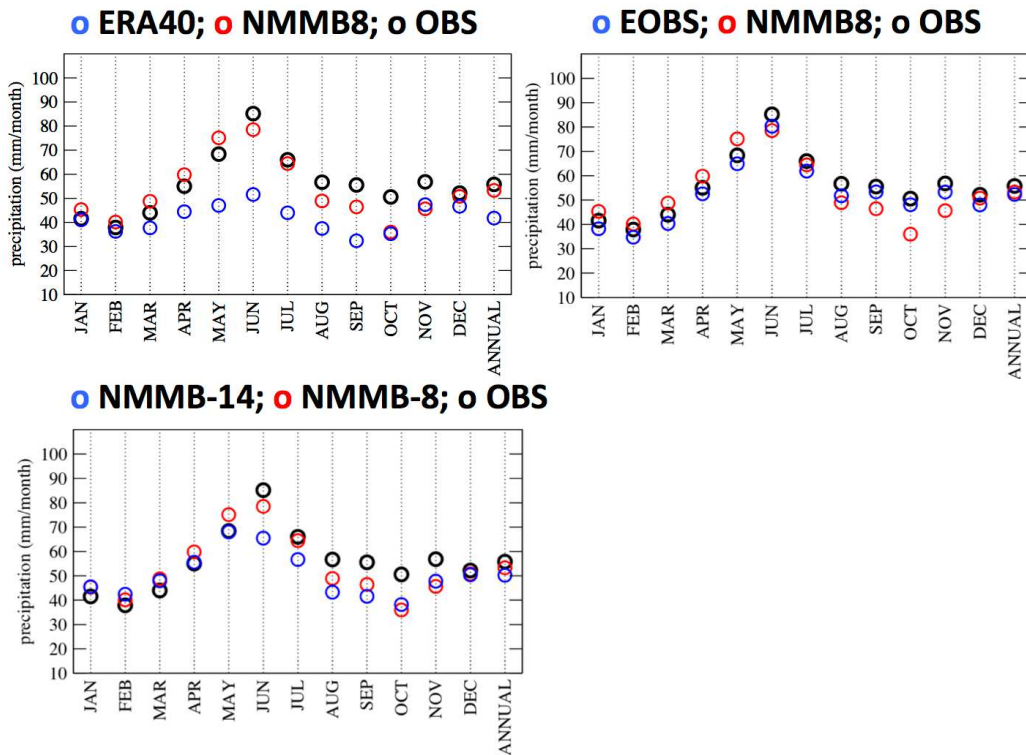 o ERA40; o NMMB8; o OBS
precipitation (mm/month)
100
90
80
70
60
50
40
30
20
10
JAN
FEB
MAR
APR
MAY
JUN
JUL
AUG
SEP
OCT
NOV
DEC
ANNUAL
o EOBS; o NMMB8; o OBS
precipitation (mm/month)
100
90
80
70
60
50
40
30
20
10
JAN
FEB
MAR
APR
MAY
JUN
JUL
AUG
SEP
OCT
NOV
DEC
ANNUAL
o NMMB-14; o NMMB-8; o OBS
precipitation (mm/month)
100
90
80
70
60
50
40
30
20
10
JAN
FEB
MAR
APR
MAY
JUN
JUL
AUG
SEP
OCT
NOV
DEC
ANNUAL